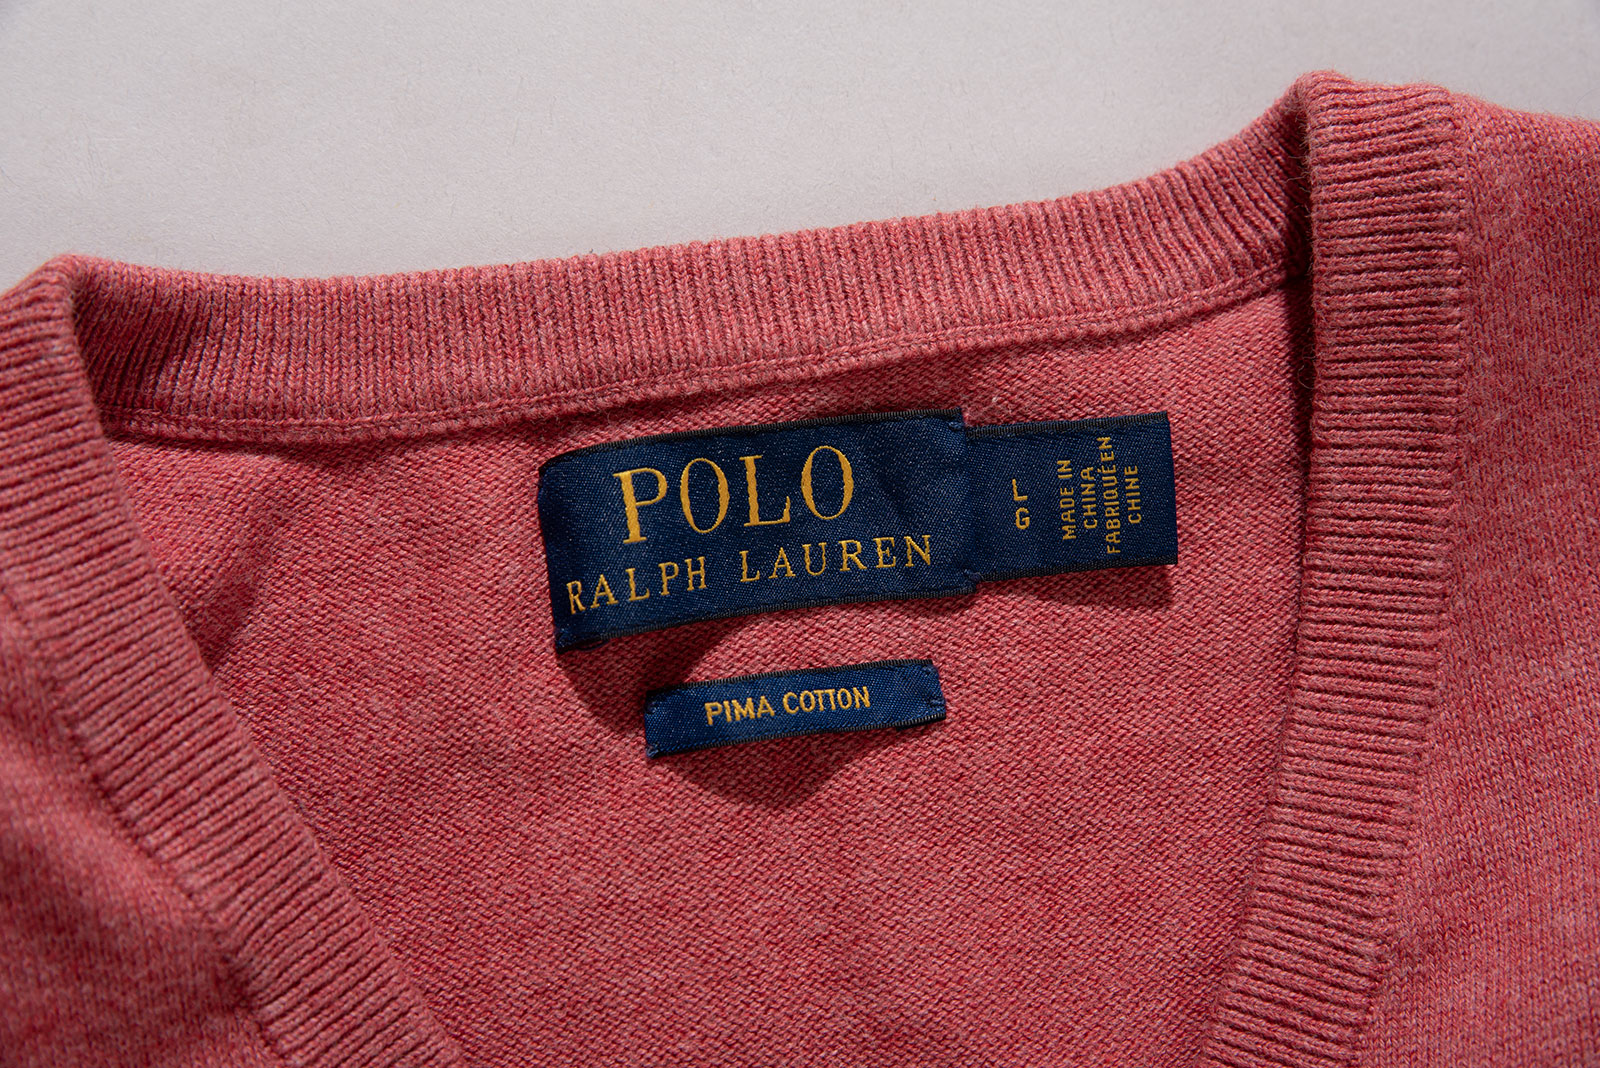 POLO
RALPH LAUREN
L
G
MADE IN
CHINA
FABRIQUÉ EN
CHINE
PIMA COTTON